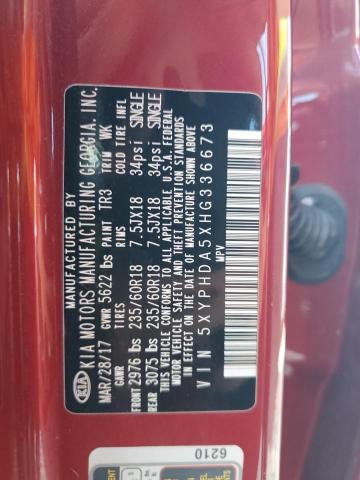 MANUFACTURED BY
KIA KIA MOTORS MANUFACTURING GEORGIA, INC.
MAR/28/17 GVWR 5622 lbs PAINT TR3 TRIM WK
GAWR RIMS COLD TIRE INFL
FRONT 2976 lbs 235/60R18 7.5JX18 34psi SINGLE
REAR 3075 lbs 235/60R18 7.5JX18 34psi SINGLE
THIS VEHICLE CONFORMS TO ALL APPLICABLE U.S.A. FEDERAL
MOTOR VEHICLE SAFETY AND THEFT PREVENTION STANDARDS
IN EFFECT ON THE DATE OF MANUFACTURE SHOWN ABOVE.
VIN 5XYPHDA5XHG336673
MPV
6210